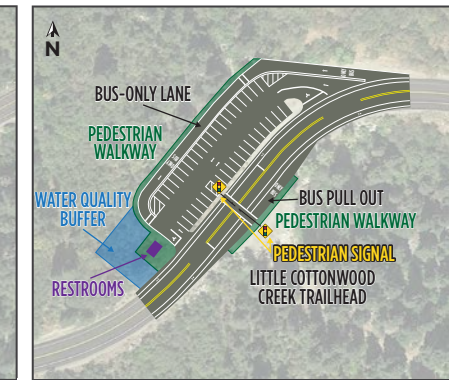 N
BUS-ONLY LANE
PEDESTRIAN
WALKWAY
WATER QUALITY
BUFFER
RESTROOMS
BUS PULL OUT
PEDESTRIAN WALKWAY
PEDESTRIAN SIGNAL
LITTLE COTTONWOOD
CREEK TRAILHEAD